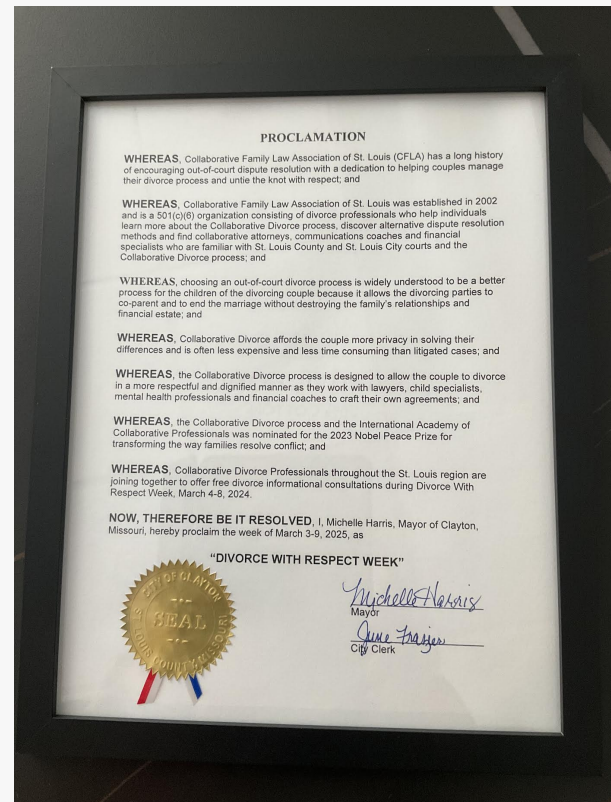 PROCLAMATION
WHEREAS, Collaborative Family Law Association of St. Louis (CFLA) has a long history
of encouraging out-of-court dispute resolution with a dedication to helping couples manage
their divorce process and untie the knot with respect; and
WHEREAS, Collaborative Family Law Association of St. Louis was established in 2002
and is a 501(c)(6) organization consisting of divorce professionals who help individuals
learn more about the Collaborative Divorce process, discover alternative dispute resolution
methods and find collaborative attorneys, communications coaches and financial
specialists who are familiar with St. Louis County and St. Louis City courts and the
Collaborative Divorce process; and
WHEREAS, choosing an out-of-court divorce process is widely understood to be a better
process for the children of the divorcing couple because it allows the divorcing parties to
co-parent and to end the marriage without destroying the family's relationships and
financial estate; and
WHEREAS, Collaborative Divorce affords the couple more privacy in solving their
differences and is often less expensive and less time consuming than litigated cases; and
WHEREAS, the Collaborative Divorce process is designed to allow the couple to divorce
in a more respectful and dignified manner as they work with lawyers, child specialists,
mental health professionals and financial coaches to craft their own agreements; and
WHEREAS, the Collaborative Divorce process and the International Academy of
Collaborative Professionals was nominated for the 2023 Nobel Peace Prize for
transforming the way families resolve conflict; and
WHEREAS, Collaborative Divorce Professionals throughout the St. Louis region are
joining together to offer free divorce informational consultations during Divorce With
Respect Week, March 4-8, 2024.
NOW, THEREFORE BE IT RESOLVED, I, Michelle Harris, Mayor of Clayton,
Missouri, hereby proclaim the week of March 3-9, 2025, as
"DIVORCE WITH RESPECT WEEK"
CITY OF CLAYTON
SEAL
ST. LOUIS COUNTY MISSOURI
Michelle Harris
Mayor
June Frazier
City Clerk